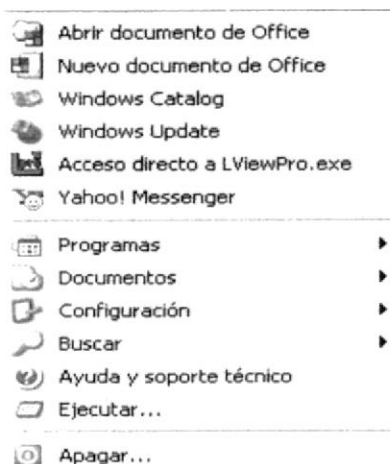 Abrir documento de Office
Nuevo documento de Office
Windows Catalog
Windows Update
Acceso directo a LViewPro.exe
Yahoo! Messenger
Programas
Documentos
Configuración
Buscar
Ayuda y soporte técnico
Ejecutar...
Apagar...